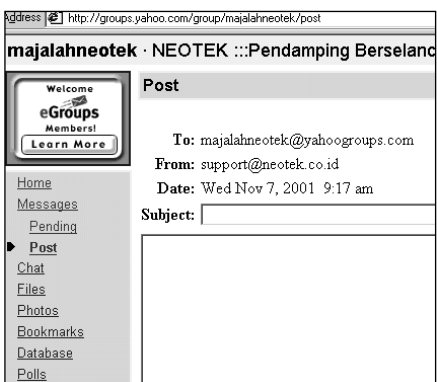 Address http://groups.yahoo.com/group/majalahneotek/post
majalahneotek · NEOTEK :::Pendamping Berselanc
Welcome
eGroups
Members!
Learn More
Home
Messages
Pending
Post
Chat
Files
Photos
Bookmarks
Database
Polls
Post
To: majalahneotek@yahoogroups.com
From: support@neotek.co.id
Date: Wed Nov 7, 2001 9:17 am
Subject: